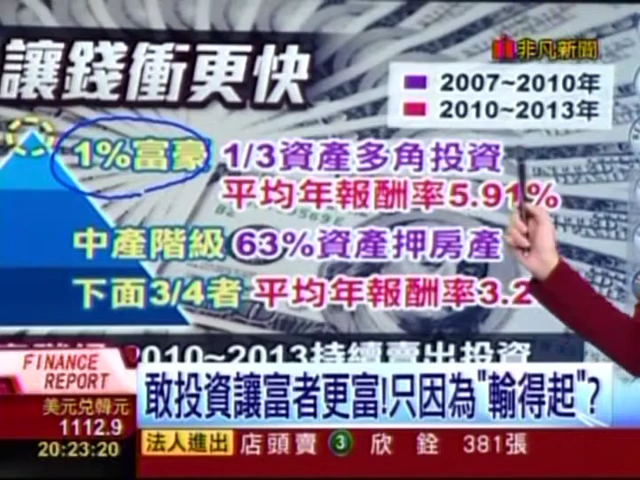 讓錢衝更快
非凡新聞
2007~2010年
2010~2013年
1%富豪 1/3資產多角投資
平均年報酬率5.91%
中產階級 63%資產押房產
下面3/4者 平均年報酬率3.2
2010~2013持續賣出投資
FINANCE
REPORT
敢投資讓富者更富!只因為"輸得起"?
美元兌韓元
1112.9
20:23:20
法人進出 店頭賣 3 欣 銓 381張